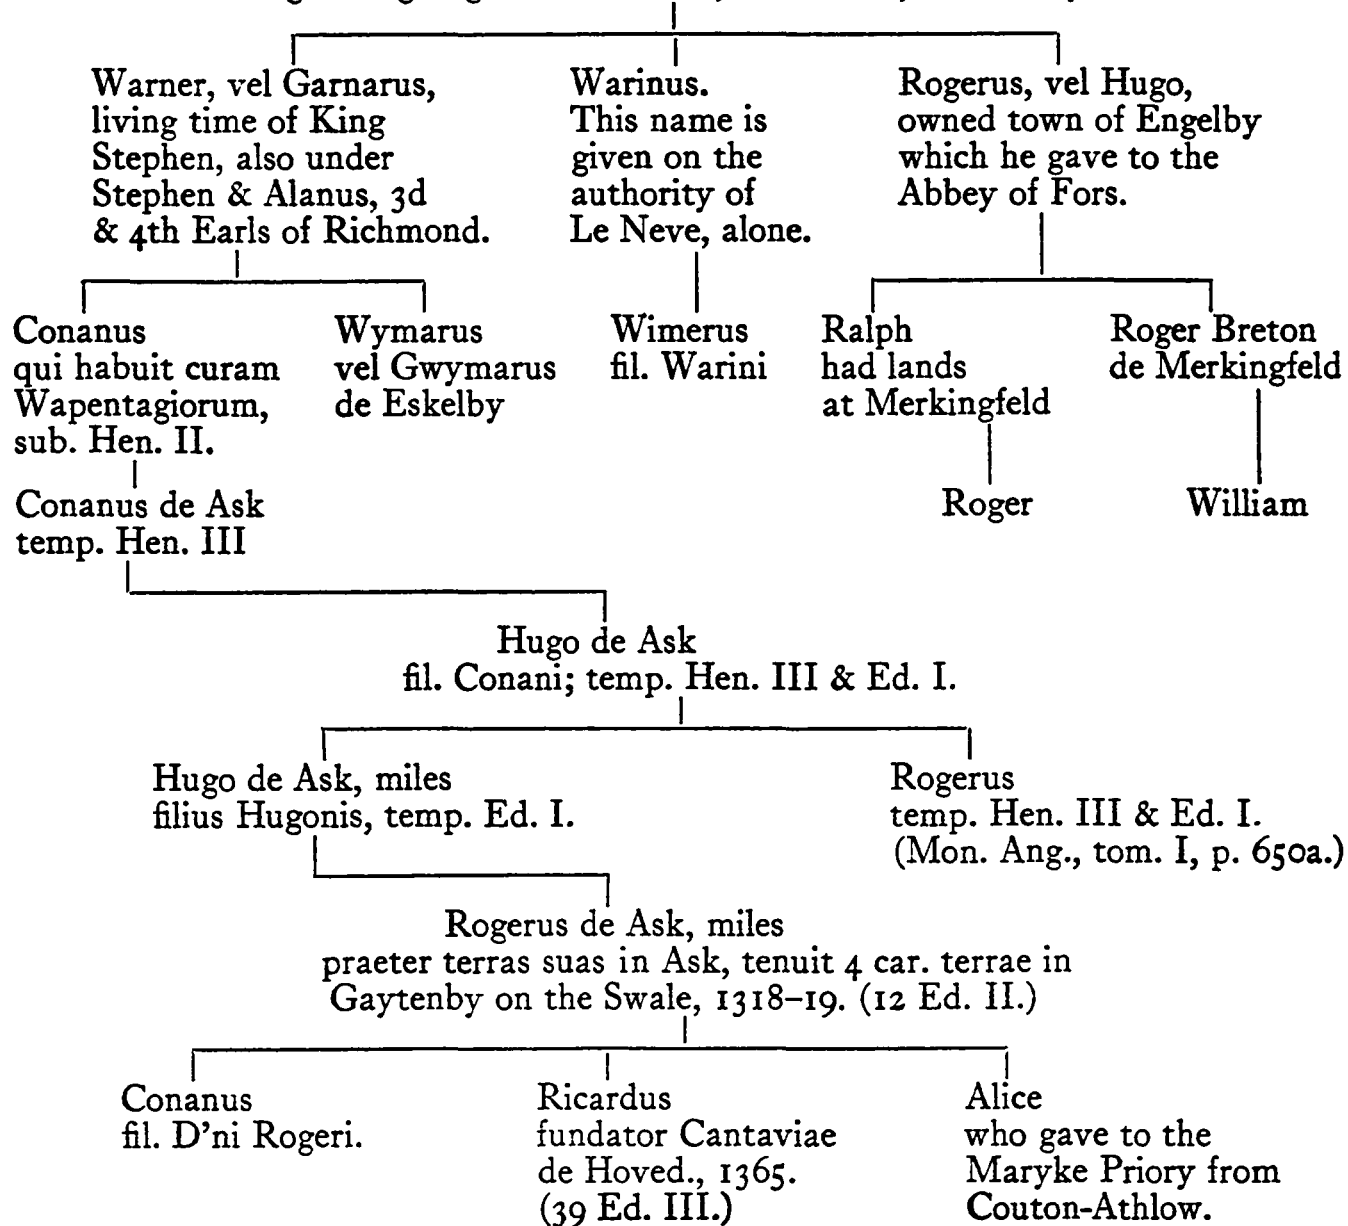 Warner, vel Garnarus,
living time of King
Stephen, also under
Stephen & Alanus, 3d
& 4th Earls of Richmond.
Warinus.
This name is
given on the
authority of
Le Neve, alone.
Rogerus, vel Hugo,
owned town of Engelby
which he gave to the
Abbey of Fors.
Conanus
qui habuit curam
Wapentagiorum,
sub. Hen. II.
Wymarus
vel Gwymarus
de Eskelby
Wimerus
fil. Warini
Ralph
had lands
at Merkingfeld
Roger Breton
de Merkingfeld
Conanus de Ask
temp. Hen. III
Roger
William
Hugo de Ask
fil. Conani; temp. Hen. III & Ed. I.
Hugo de Ask, miles
filius Hugonis, temp. Ed. I.
Rogerus
temp. Hen. III & Ed. I.
(Mon. Ang., tom. I, p. 650a.)
Rogerus de Ask, miles
praeter terras suas in Ask, tenuit 4 car. terrae in
Gaytenby on the Swale, 1318–19. (12 Ed. II.)
Conanus
fil. D'ni Rogeri.
Ricardus
fundator Cantaviae
de Hoved., 1365.
(39 Ed. III.)
Alice
who gave to the
Maryke Priory from
Couton-Athlow.